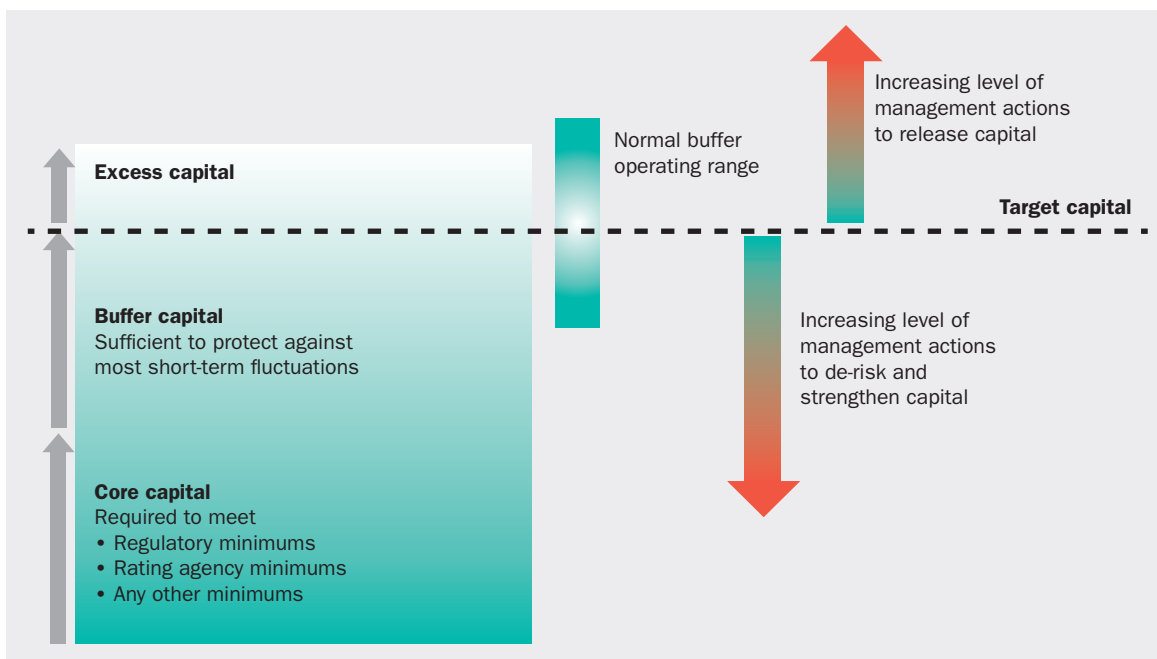 Excess capital
Buffer capital
Sufficient to protect against
most short-term fluctuations
Core capital
Required to meet
• Regulatory minimums
• Rating agency minimums
• Any other minimums
Normal buffer
operating range
Increasing level of
management actions
to release capital
Target capital
Increasing level of
management actions
to de-risk and
strengthen capital